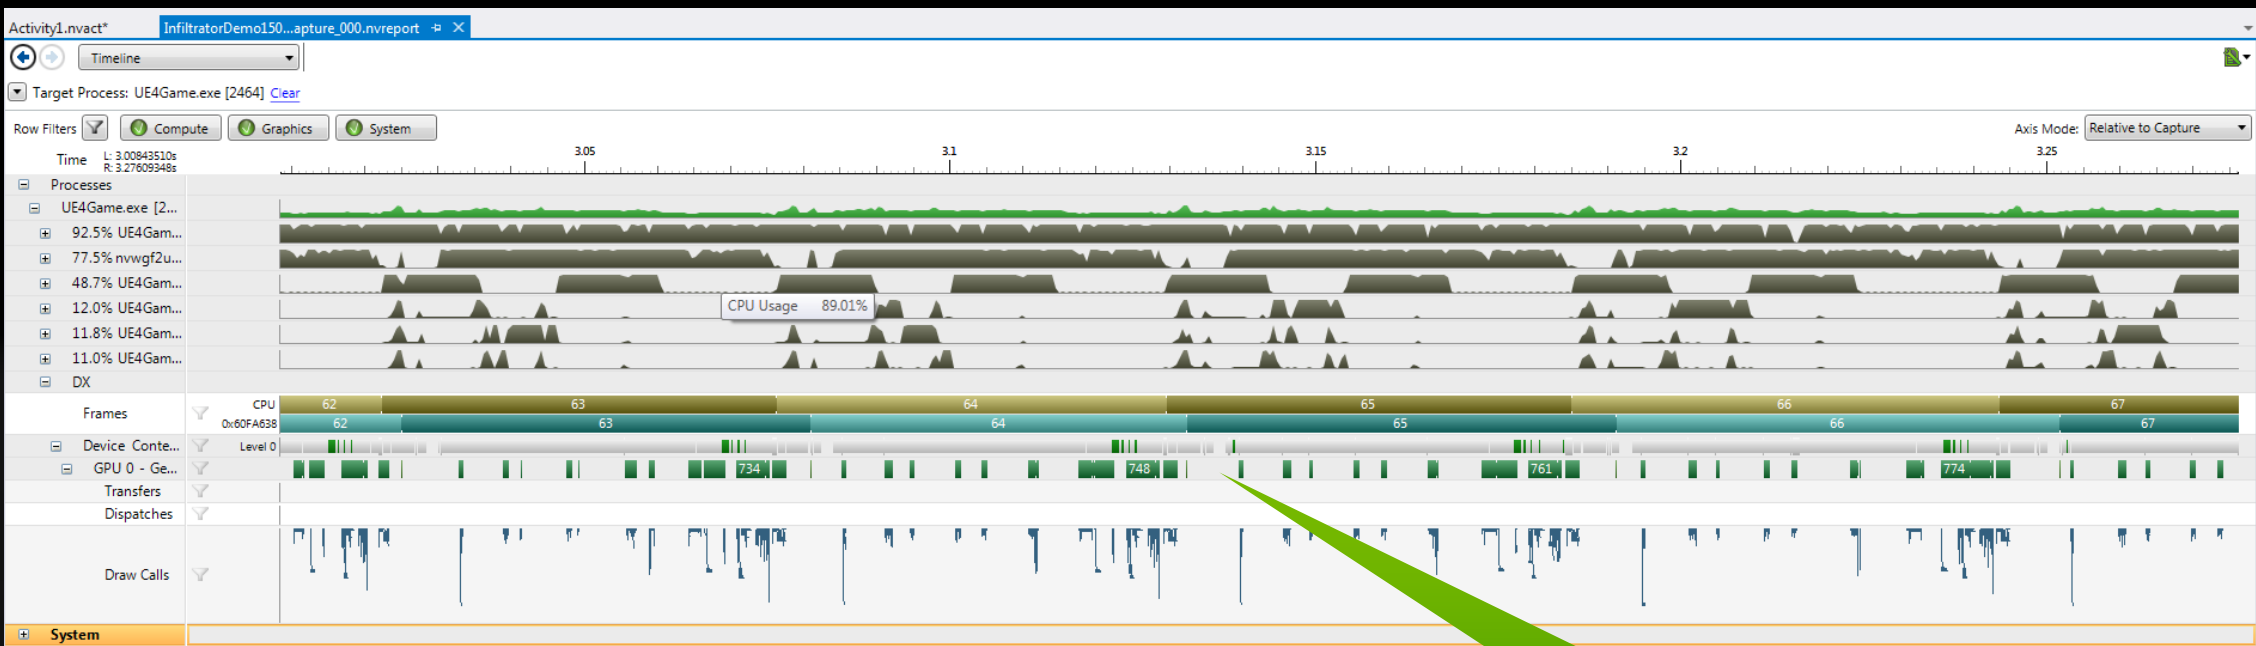 Activity1.nvact* InfiltratorDemo150...apture_000.nvreport
Timeline
Target Process: UE4Game.exe [2464] Clear
Row Filters Compute Graphics System Axis Mode: Relative to Capture
Time L: 3.00843510s 3.05 3.1 3.15 3.2 3.25
R: 3.27609348s
Processes
UE4Game.exe [2...
92.5% UE4Gam...
77.5% nvwgf2u...
48.7% UE4Gam...
12.0% UE4Gam... CPU Usage 89.01%
11.8% UE4Gam...
11.0% UE4Gam...
DX
Frames CPU 62 63 64 65 66 67
0x60FA638 62 63 64 65 66 67
Device Conte... Level 0
GPU 0 - Ge... 734 748 761 774
Transfers
Dispatches
Draw Calls
System